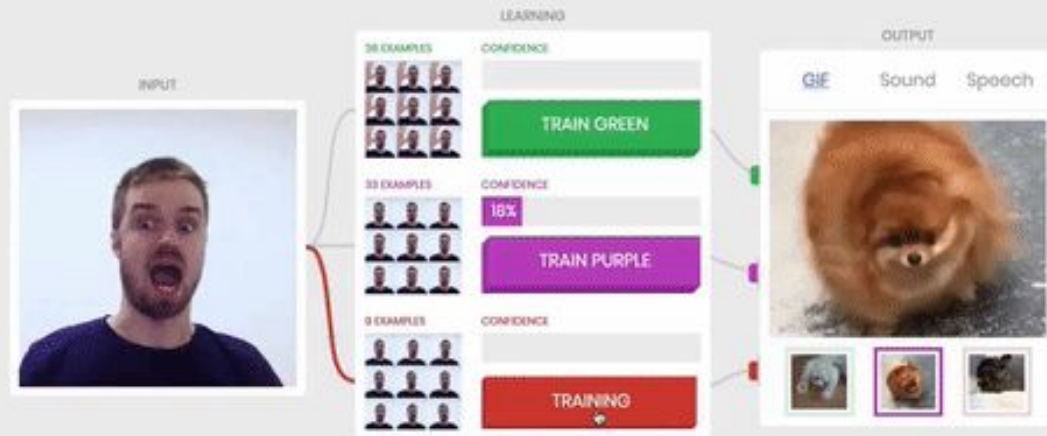 INPUT
LEARNING
36 EXAMPLES
CONFIDENCE
TRAIN GREEN
33 EXAMPLES
CONFIDENCE
18%
TRAIN PURPLE
0 EXAMPLES
CONFIDENCE
TRAINING
OUTPUT
GIF Sound Speech